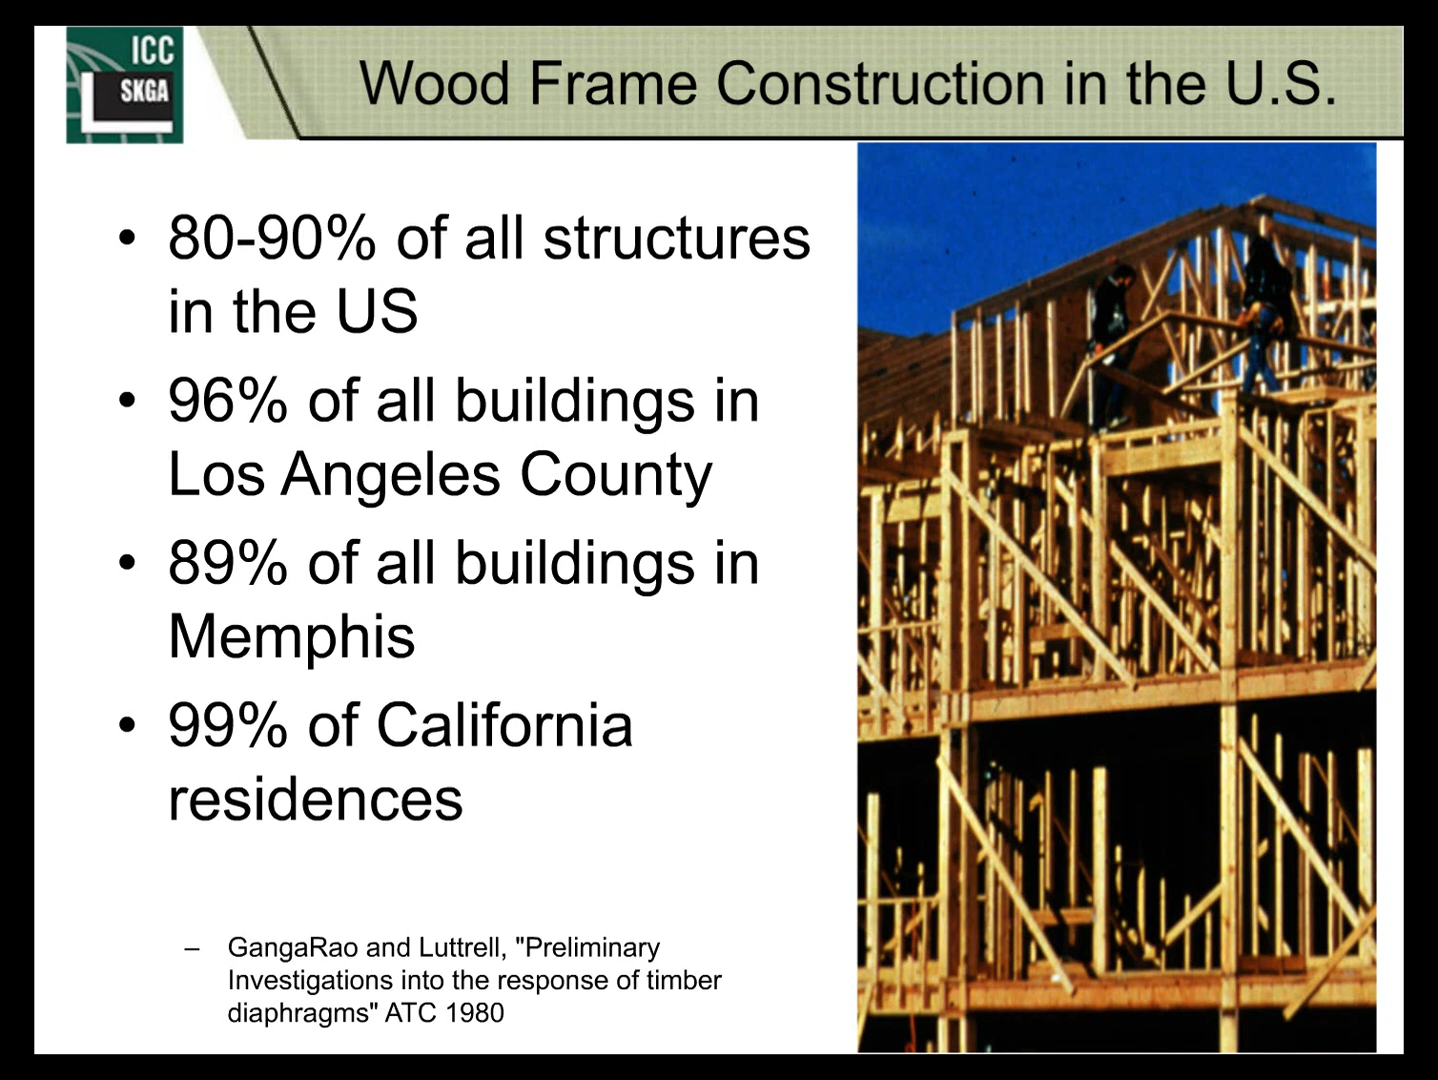 ICC
SKGA
Wood Frame Construction in the U.S.
• 80-90% of all structures
in the US
• 96% of all buildings in
Los Angeles County
• 89% of all buildings in
Memphis
• 99% of California
residences
– GangaRao and Luttrell, "Preliminary
Investigations into the response of timber
diaphragms" ATC 1980